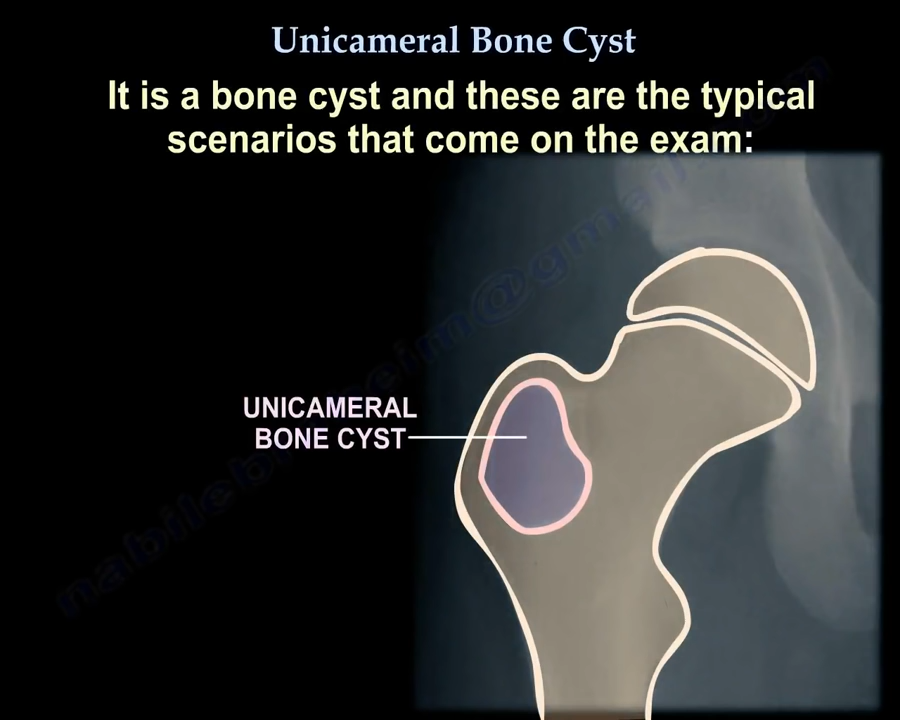 Unicameral Bone Cyst
It is a bone cyst and these are the typical
scenarios that come on the exam:
UNICAMERAL
BONE CYST